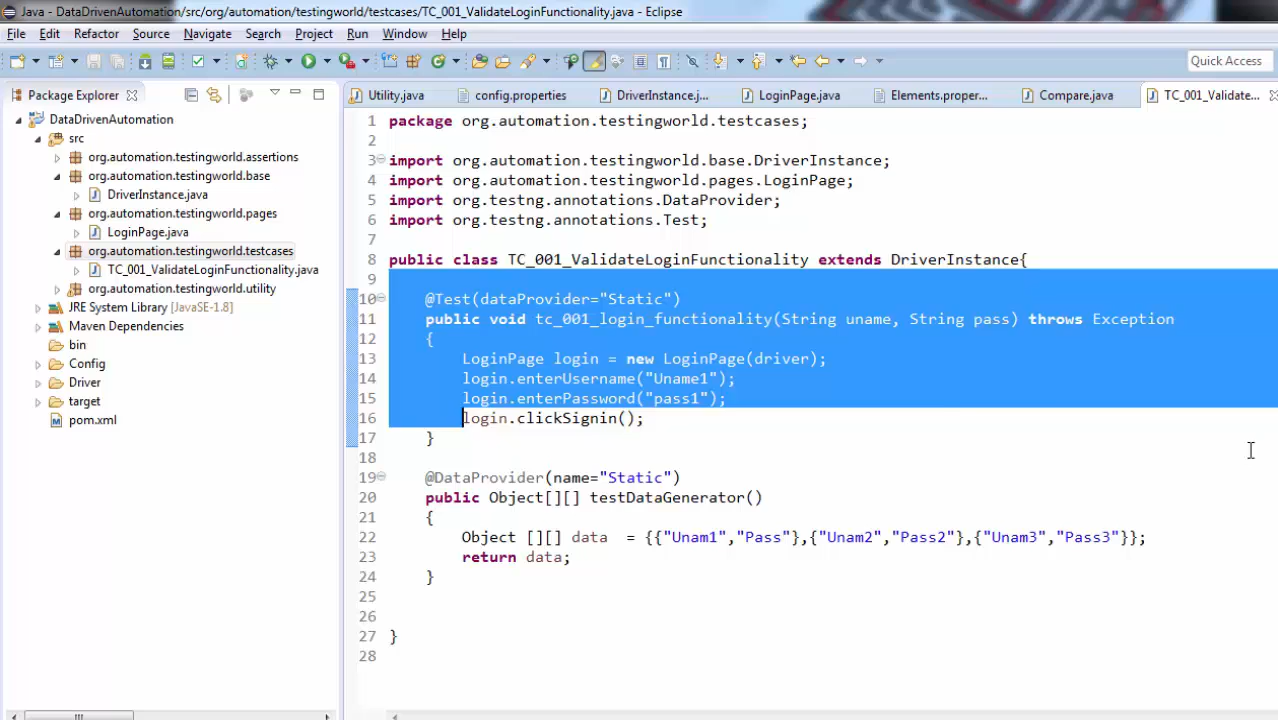 Java - DataDrivenAutomation/src/org/automation/testingworld/testcases/TC_001_ValidateLoginFunctionality.java - Eclipse
File Edit Refactor Source Navigate Search Project Run Window Help
Quick Access
Package Explorer
Utility.java config.properties DriverInstance.j... LoginPage.java Elements.proper... Compare.java TC_001_Validate...
DataDrivenAutomation
src
org.automation.testingworld.assertions
org.automation.testingworld.base
DriverInstance.java
org.automation.testingworld.pages
LoginPage.java
org.automation.testingworld.testcases
TC_001_ValidateLoginFunctionality.java
org.automation.testingworld.utility
JRE System Library [JavaSE-1.8]
Maven Dependencies
bin
Config
Driver
target
pom.xml
1 package org.automation.testingworld.testcases;
2
3 import org.automation.testingworld.base.DriverInstance;
4 import org.automation.testingworld.pages.LoginPage;
5 import org.testng.annotations.DataProvider;
6 import org.testng.annotations.Test;
7
8 public class TC_001_ValidateLoginFunctionality extends DriverInstance{
9
10 @Test(dataProvider="Static")
11 public void tc_001_login_functionality(String uname, String pass) throws Exception
12 {
13 LoginPage login = new LoginPage(driver);
14 login.enterUsername("Uname1");
15 login.enterPassword("pass1");
16 login.clickSignin();
17 }
18
19 @DataProvider(name="Static")
20 public Object[][] testDataGenerator()
21 {
22 Object [][] data = {{"Unam1","Pass"},{"Unam2","Pass2"},{"Unam3","Pass3"}};
23 return data;
24 }
25
26
27 }
28